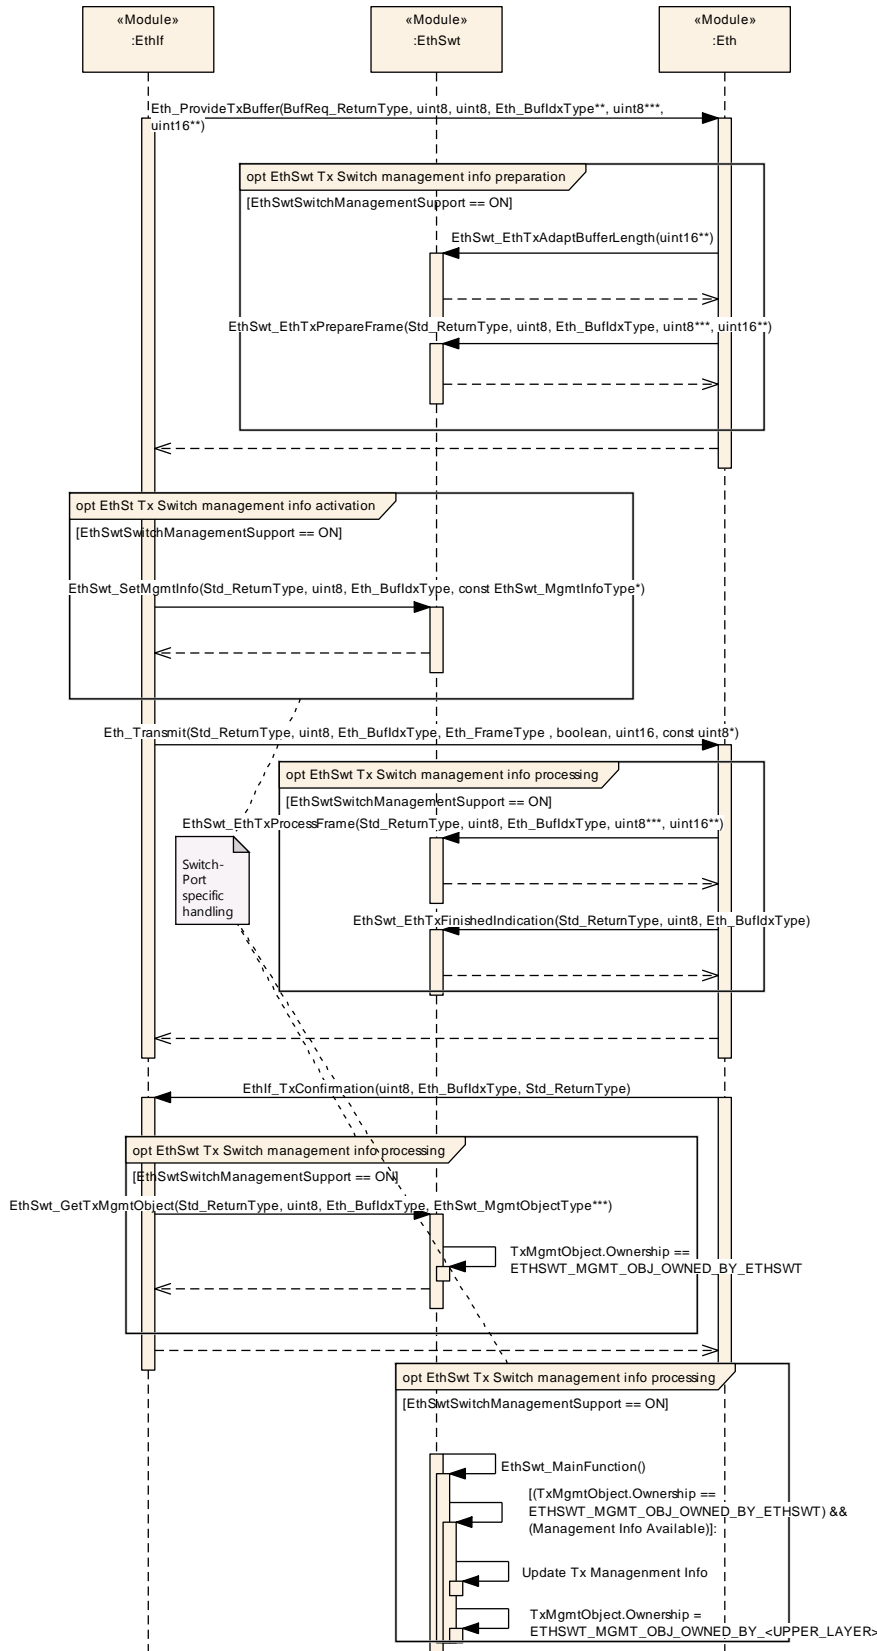 «Module»
:EthIf
«Module»
:EthSwt
«Module»
:Eth
Eth_ProvideTxBuffer(BufReq_ReturnType, uint8, uint8, Eth_BufIdxType**, uint8***,
uint16**)
opt EthSwt Tx Switch management info preparation
[EthSwtSwitchManagementSupport == ON]
EthSwt_EthTxAdaptBufferLength(uint16**)
EthSwt_EthTxPrepareFrame(Std_ReturnType, uint8, Eth_BufIdxType, uint8***, uint16**)
opt EthSt Tx Switch management info activation
[EthSwtSwitchManagementSupport == ON]
EthSwt_SetMgmtInfo(Std_ReturnType, uint8, Eth_BufIdxType, const EthSwt_MgmtInfoType*)
Eth_Transmit(Std_ReturnType, uint8, Eth_BufIdxType, Eth_FrameType , boolean, uint16, const uint8*)
opt EthSwt Tx Switch management info processing
[EthSwtSwitchManagementSupport == ON]
EthSwt_EthTxProcessFrame(Std_ReturnType, uint8, Eth_BufIdxType, uint8***, uint16**)
Switch-
Port
specific
handling
EthSwt_EthTxFinishedIndication(Std_ReturnType, uint8, Eth_BufIdxType)
EthIf_TxConfirmation(uint8, Eth_BufIdxType, Std_ReturnType)
opt EthSwt Tx Switch management info processing
[EthSwtSwitchManagementSupport == ON]
EthSwt_GetTxMgmtObject(Std_ReturnType, uint8, Eth_BufIdxType, EthSwt_MgmtObjectType***)
TxMgmtObject.Ownership ==
ETHSWT_MGMT_OBJ_OWNED_BY_ETHSWT
opt EthSwt Tx Switch management info processing
[EthSwtSwitchManagementSupport == ON]
EthSwt_MainFunction()
[(TxMgmtObject.Ownership ==
ETHSWT_MGMT_OBJ_OWNED_BY_ETHSWT) &&
(Management Info Available)]:
Update Tx Managenment Info
TxMgmtObject.Ownership =
ETHSWT_MGMT_OBJ_OWNED_BY_<UPPER_LAYER>